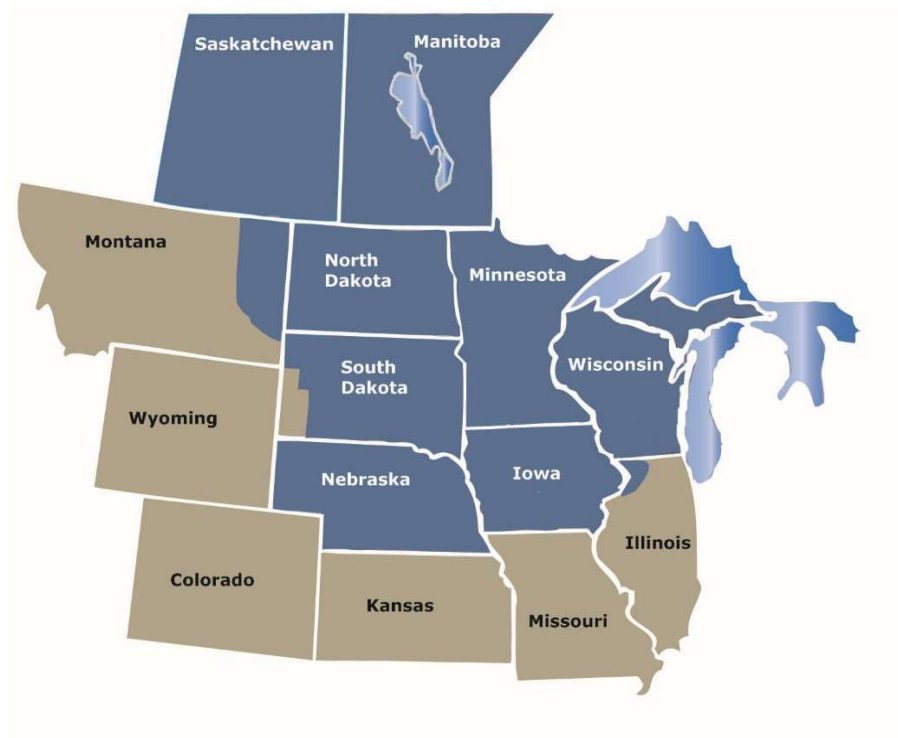 Saskatchewan
Manitoba
Montana
North
Dakota
Minnesota
South
Dakota
Wisconsin
Wyoming
Nebraska
Iowa
Illinois
Colorado
Kansas
Missouri